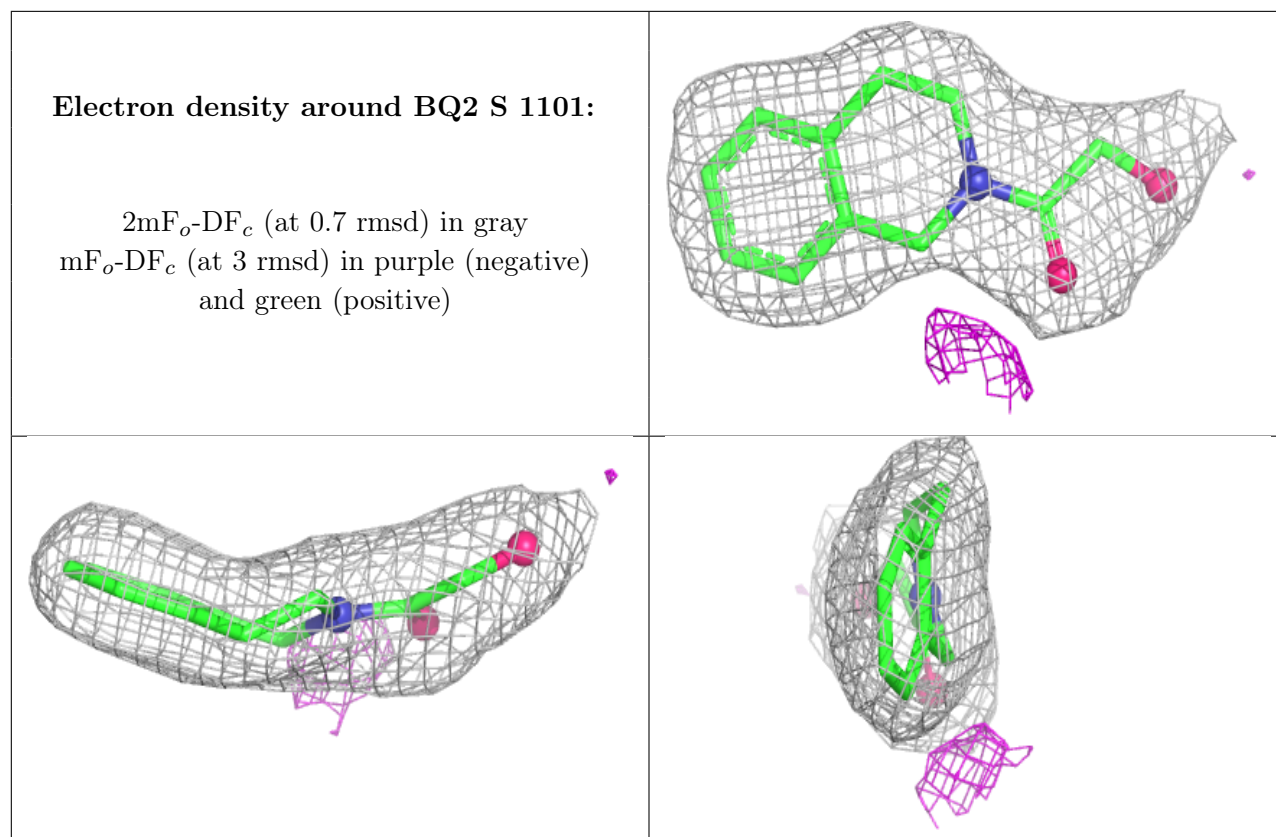 Electron density around BQ2 S 1101:
2mFo-DFc (at 0.7 rmsd) in gray
mFo-DFc (at 3 rmsd) in purple (negative)
and green (positive)